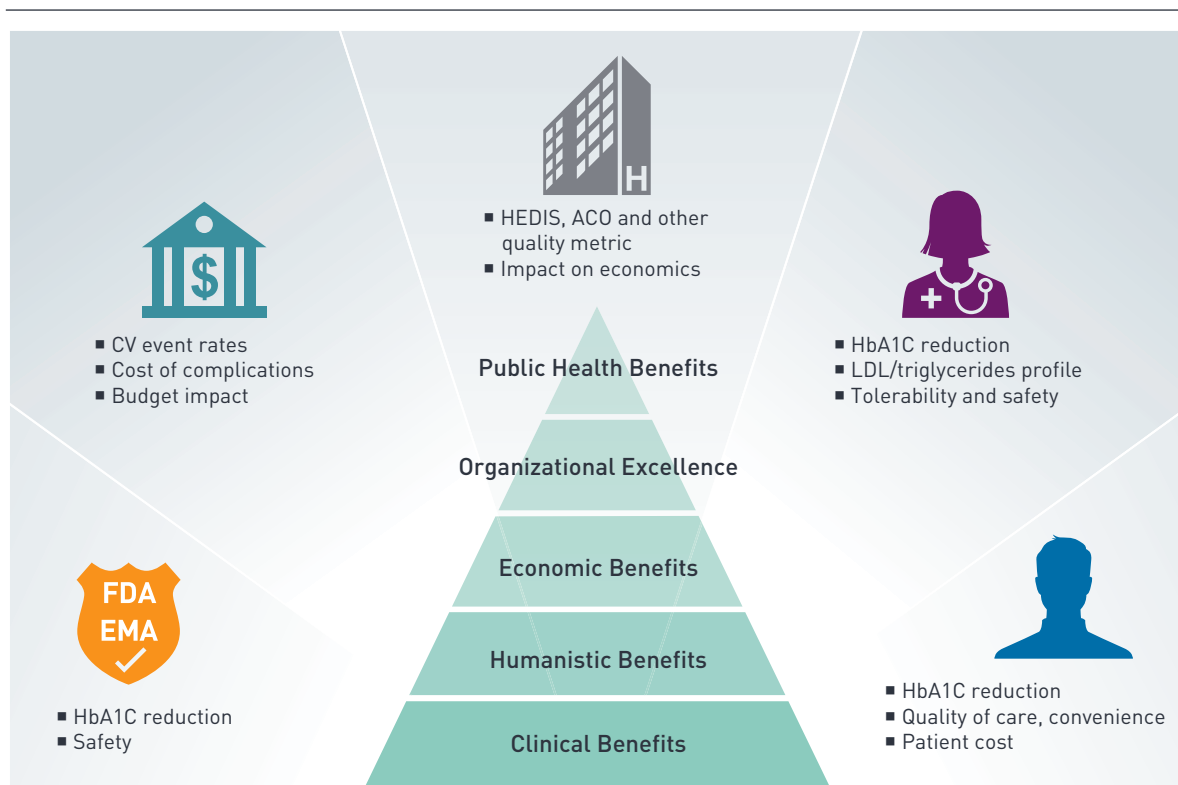 H
■ HEDIS, ACO and other
quality metric
■ Impact on economics
$
■ CV event rates
■ Cost of complications
■ Budget impact
■ HbA1C reduction
■ LDL/triglycerides profile
■ Tolerability and safety
Public Health Benefits
Organizational Excellence
Economic Benefits
Humanistic Benefits
Clinical Benefits
FDA
EMA
■ HbA1C reduction
■ Safety
■ HbA1C reduction
■ Quality of care, convenience
■ Patient cost